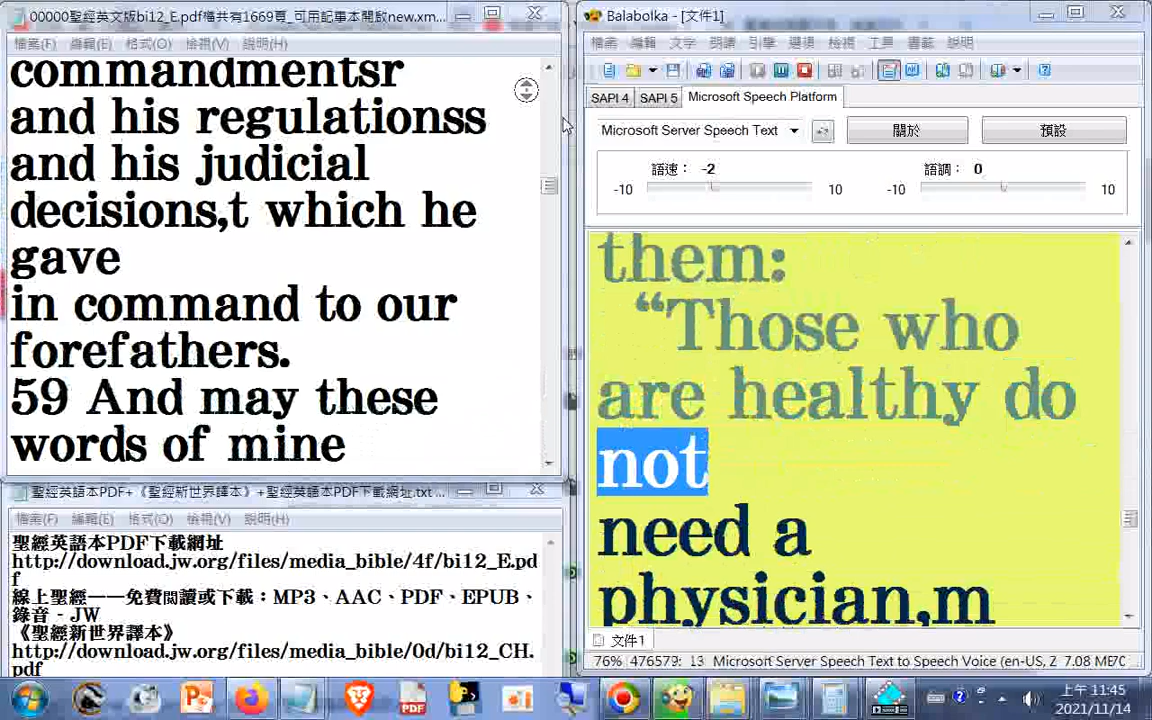 00000聖經英文版bi12_E.pdf檔共有1669頁_可用記事本開啟new.xm...
檔案(F) 編輯(E) 格式(O) 檢視(V) 說明(H)
commandmentsr
and his regulationss
and his judicial
decisions,t which he
gave
in command to our
forefathers.
59 And may these
words of mine
聖經英語本PDF+《聖經新世界譯本》+聖經英語本PDF下載網址.txt ...
檔案(F) 編輯(E) 格式(O) 檢視(V) 說明(H)
聖經英語本PDF下載網址
http://download.jw.org/files/media_bible/4f/bi12_E.pd
f
線上聖經——免費閱讀或下載：MP3、AAC、PDF、EPUB、
錄音 - JW
《聖經新世界譯本》
http://download.jw.org/files/media_bible/0d/bi12_CH.
pdf
Balabolka - [文件1]
檔案 編輯 文字 朗讀 引擎 選項 檢視 工具 書籤 說明
SAPI 4 SAPI 5 Microsoft Speech Platform
Microsoft Server Speech Text 關於 預設
語速： -2 語調： 0
-10 10 -10 10
them:
“Those who
are healthy do
not
need a
physician,m
文件1
76% 476579: 13 Microsoft Server Speech Text to Speech Voice (en-US, Z 7.08 ME
PDF
上午 11:45
2021/11/14